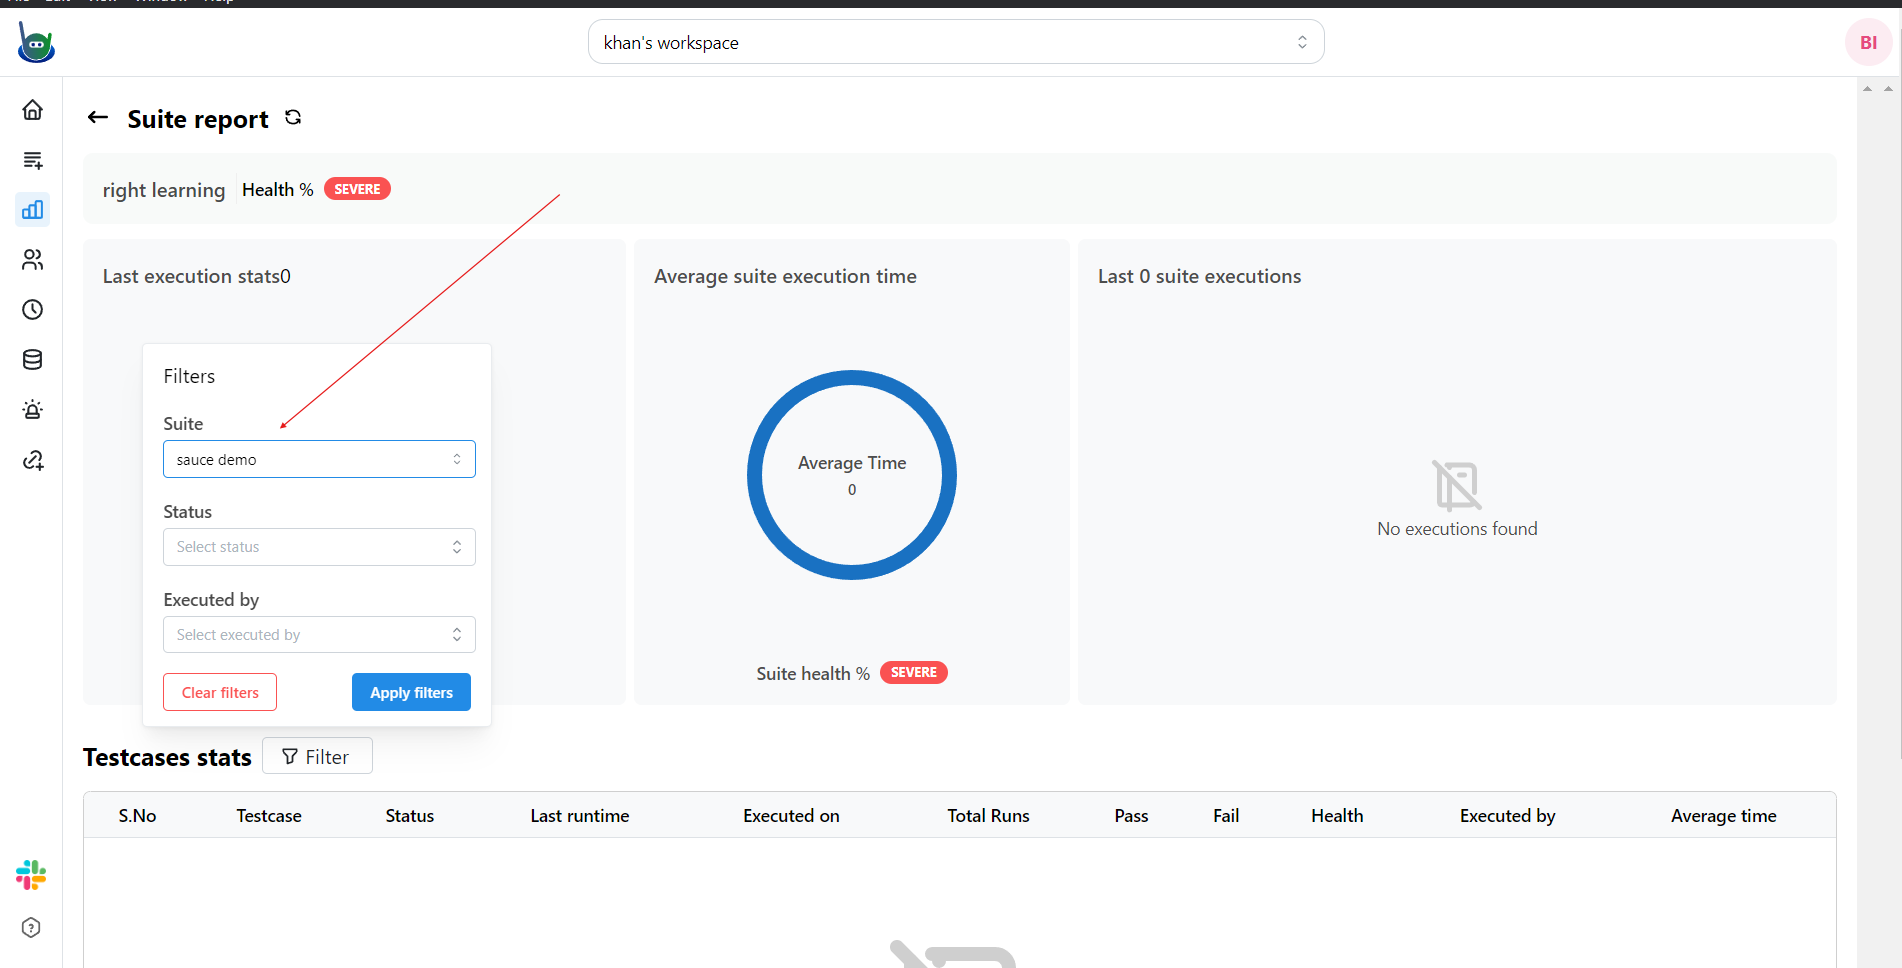 khan's workspace
BI
Suite report
right learning Health % SEVERE
Last execution stats0
Average suite execution time
Last 0 suite executions
Filters
Suite
sauce demo
Status
Select status
Executed by
Select executed by
Clear filters Apply filters
Average Time
0
Suite health % SEVERE
No executions found
Testcases stats Filter
S.No Testcase Status Last runtime Executed on Total Runs Pass Fail Health Executed by Average time